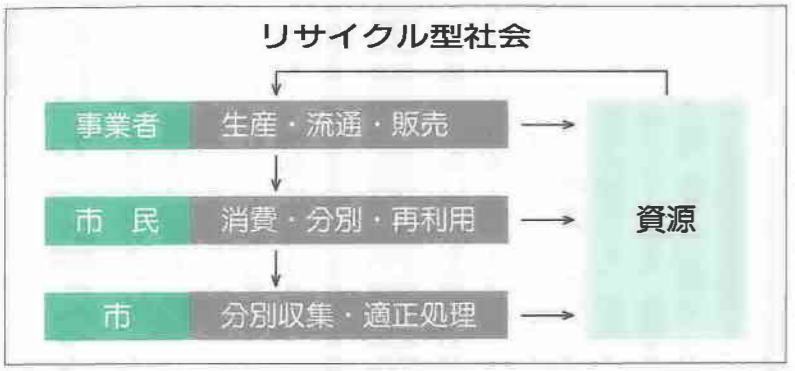 リサイクル型社会
事業者 生産・流通・販売
市民 消費・分別・再利用
資源
市 分別収集・適正処理